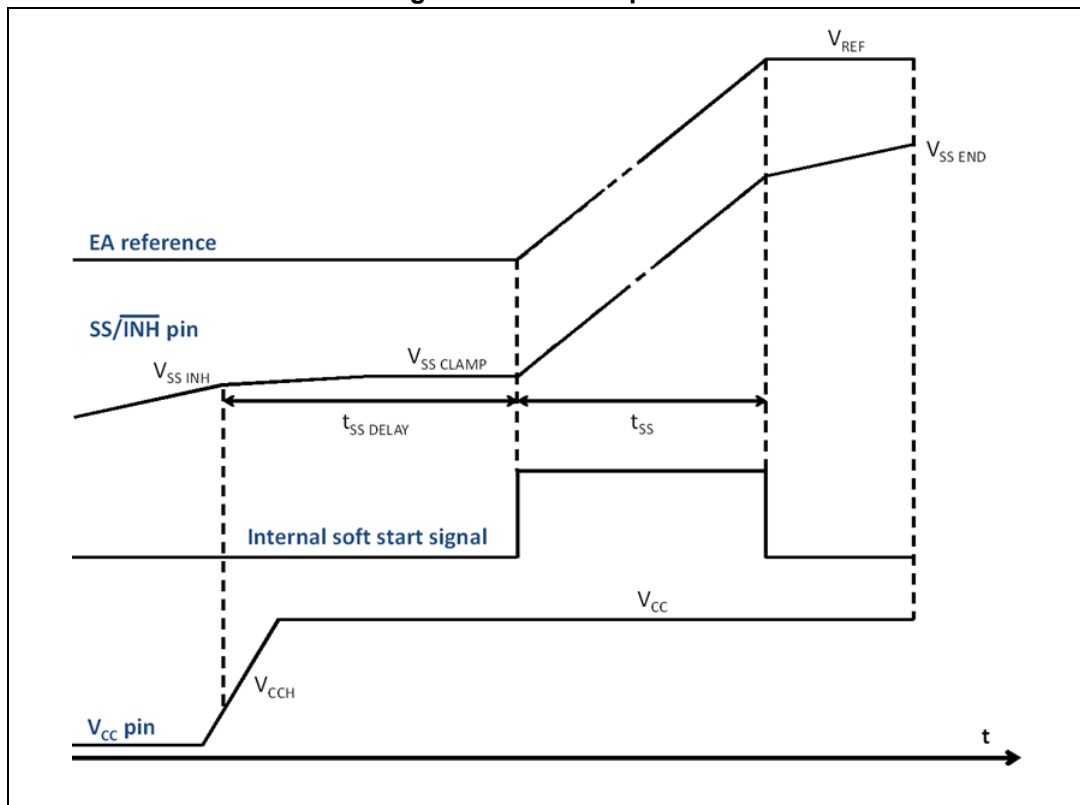 V_REF
V_SS END
EA reference
SS/I̅N̅H̅ pin
V_SS INH
V_SS CLAMP
t_SS DELAY
t_SS
Internal soft start signal
V_CC
V_CCH
V_CC pin
t